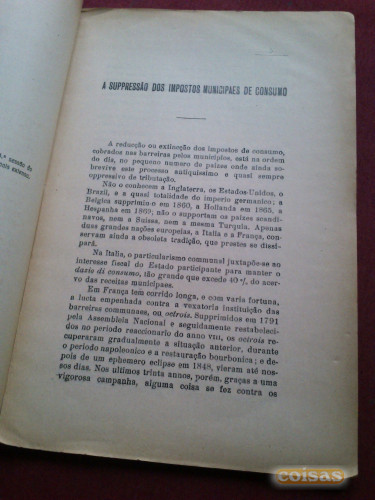 A SUPPRESSÃO DOS IMPOSTOS MUNICIPAES DE CONSUMO
A reducção ou extincção dos impostos de consumo,
cobrados nas barreiras pelos municipios, está na ordem
do dia, no pequeno numero de paizes onde ainda so-
brevive este processo antiquissimo e quasi sempre
oppressivo de tributação.
Não o conhecem a Inglaterra, os Estados-Unidos, o
Brazil, e a quasi totalidade do imperio germanico; a
Belgica supprimiu-o em 1860, a Hollanda em 1865, a
Hespanha em 1869; não o supportam os paizes scandi-
navos, nem a Suissa, nem a mesma Turquia. Apenas
duas grandes nações europeias, a Italia e a França, con-
servam ainda a obsoleta tradição, que prestes se dissi-
pará.
Na Italia, o particularismo communal juxtapõe-se ao
interesse fiscal do Estado participante para manter o
dazio di consumo, tão grande que excede 40 %, do acer-
vo das receitas municipaes.
Em França tem corrido longa, e com varia fortuna,
a lucta empenhada contra a vexatoria instituição das
barreiras communaes, ou octrois. Supprimidos em 1791
pela Assembleia Nacional e seguidamente restabeleci-
dos no periodo reaccionario do anno VIII, os octrois re-
cuperaram gradualmente a situação anterior, durante
o periodo napoleonico e a restauração bourbonica; e de-
pois de um ephemero eclipse em 1848, vieram até nos-
sos dias. Nos ultimos trinta annos, porém, graças a uma
vigorosa campanha, alguma coisa se fez contra os
coisas